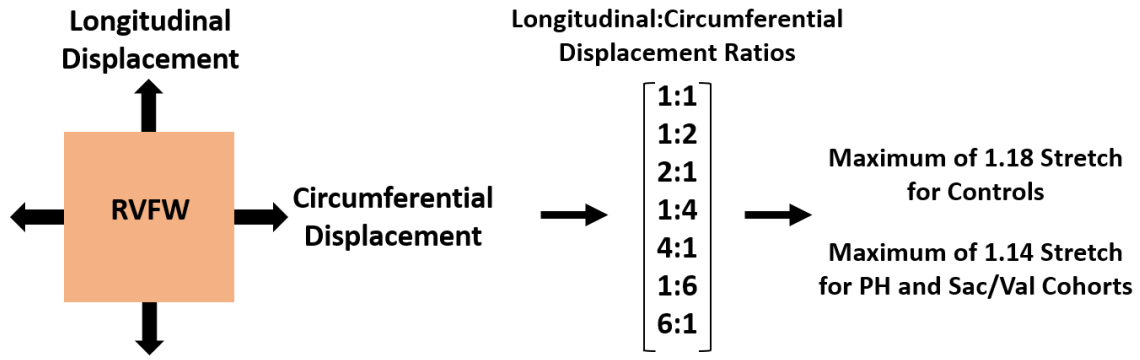 Longitudinal
Displacement
RVFW
Circumferential
Displacement
Longitudinal:Circumferential
Displacement Ratios
1:1
1:2
2:1
1:4
4:1
1:6
6:1
Maximum of 1.18 Stretch
for Controls
Maximum of 1.14 Stretch
for PH and Sac/Val Cohorts